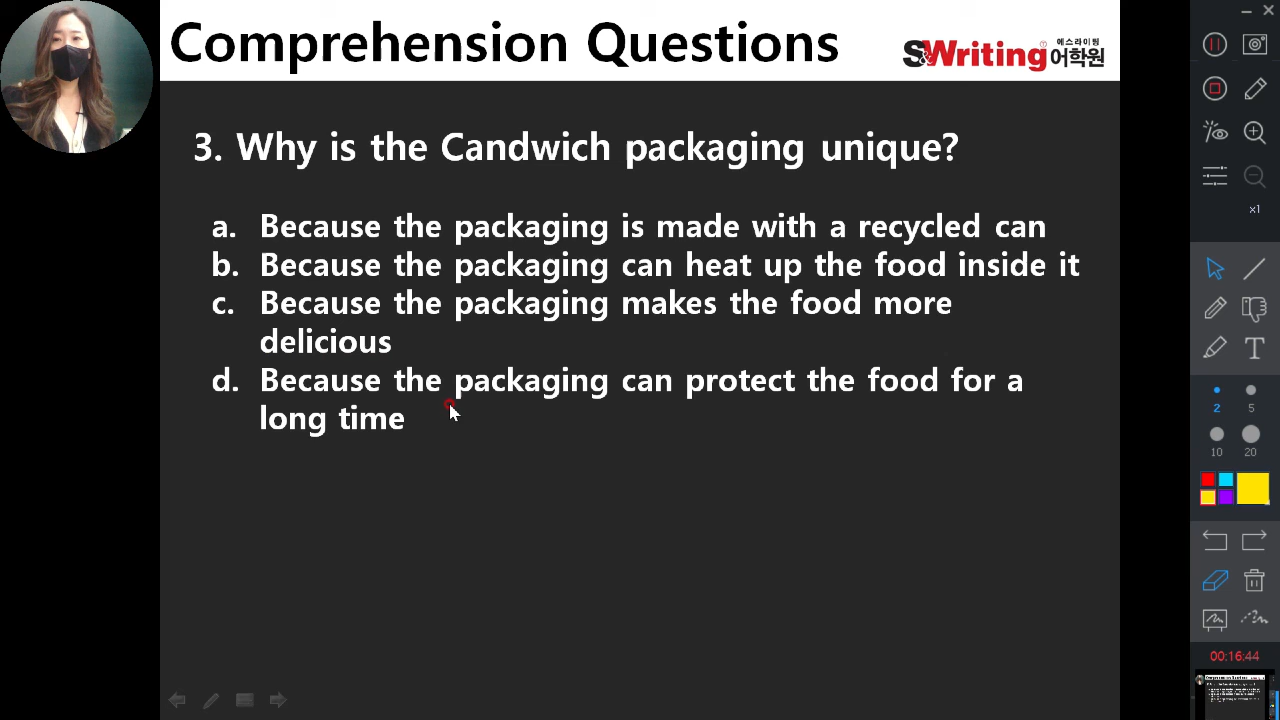 Comprehension Questions
S&Writing 에스라이팅 어학원
3. Why is the Candwich packaging unique?
a. Because the packaging is made with a recycled can
b. Because the packaging can heat up the food inside it
c. Because the packaging makes the food more
delicious
d. Because the packaging can protect the food for a
long time
x1
T
2 5
10 20
00:16:44